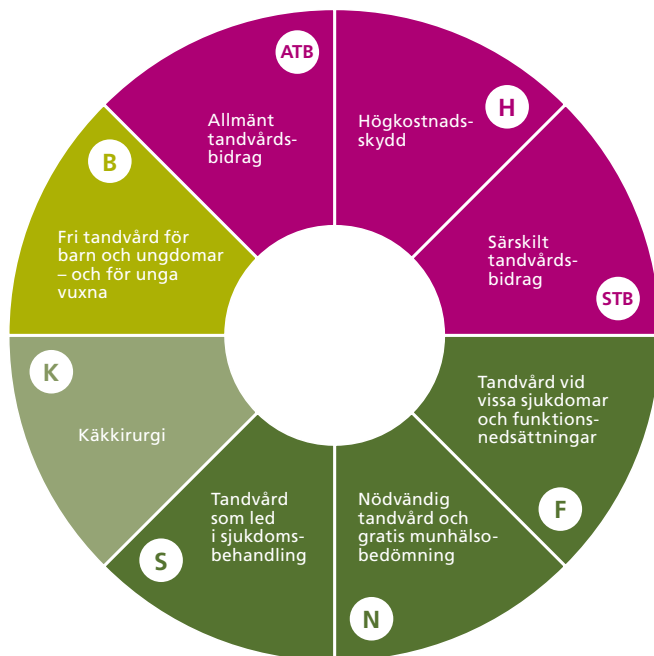 ATB
Allmänt
tandvårds-
bidrag
H
Högkostnads-
skydd
STB
Särskilt
tandvårds-
bidrag
F
Tandvård vid
vissa sjukdomar
och funktions-
nedsättningar
N
Nödvändig
tandvård och
gratis munhälso-
bedömning
S
Tandvård
som led
i sjukdoms-
behandling
K
Käkkirurgi
B
Fri tandvård för
barn och ungdomar
– och för unga
vuxna